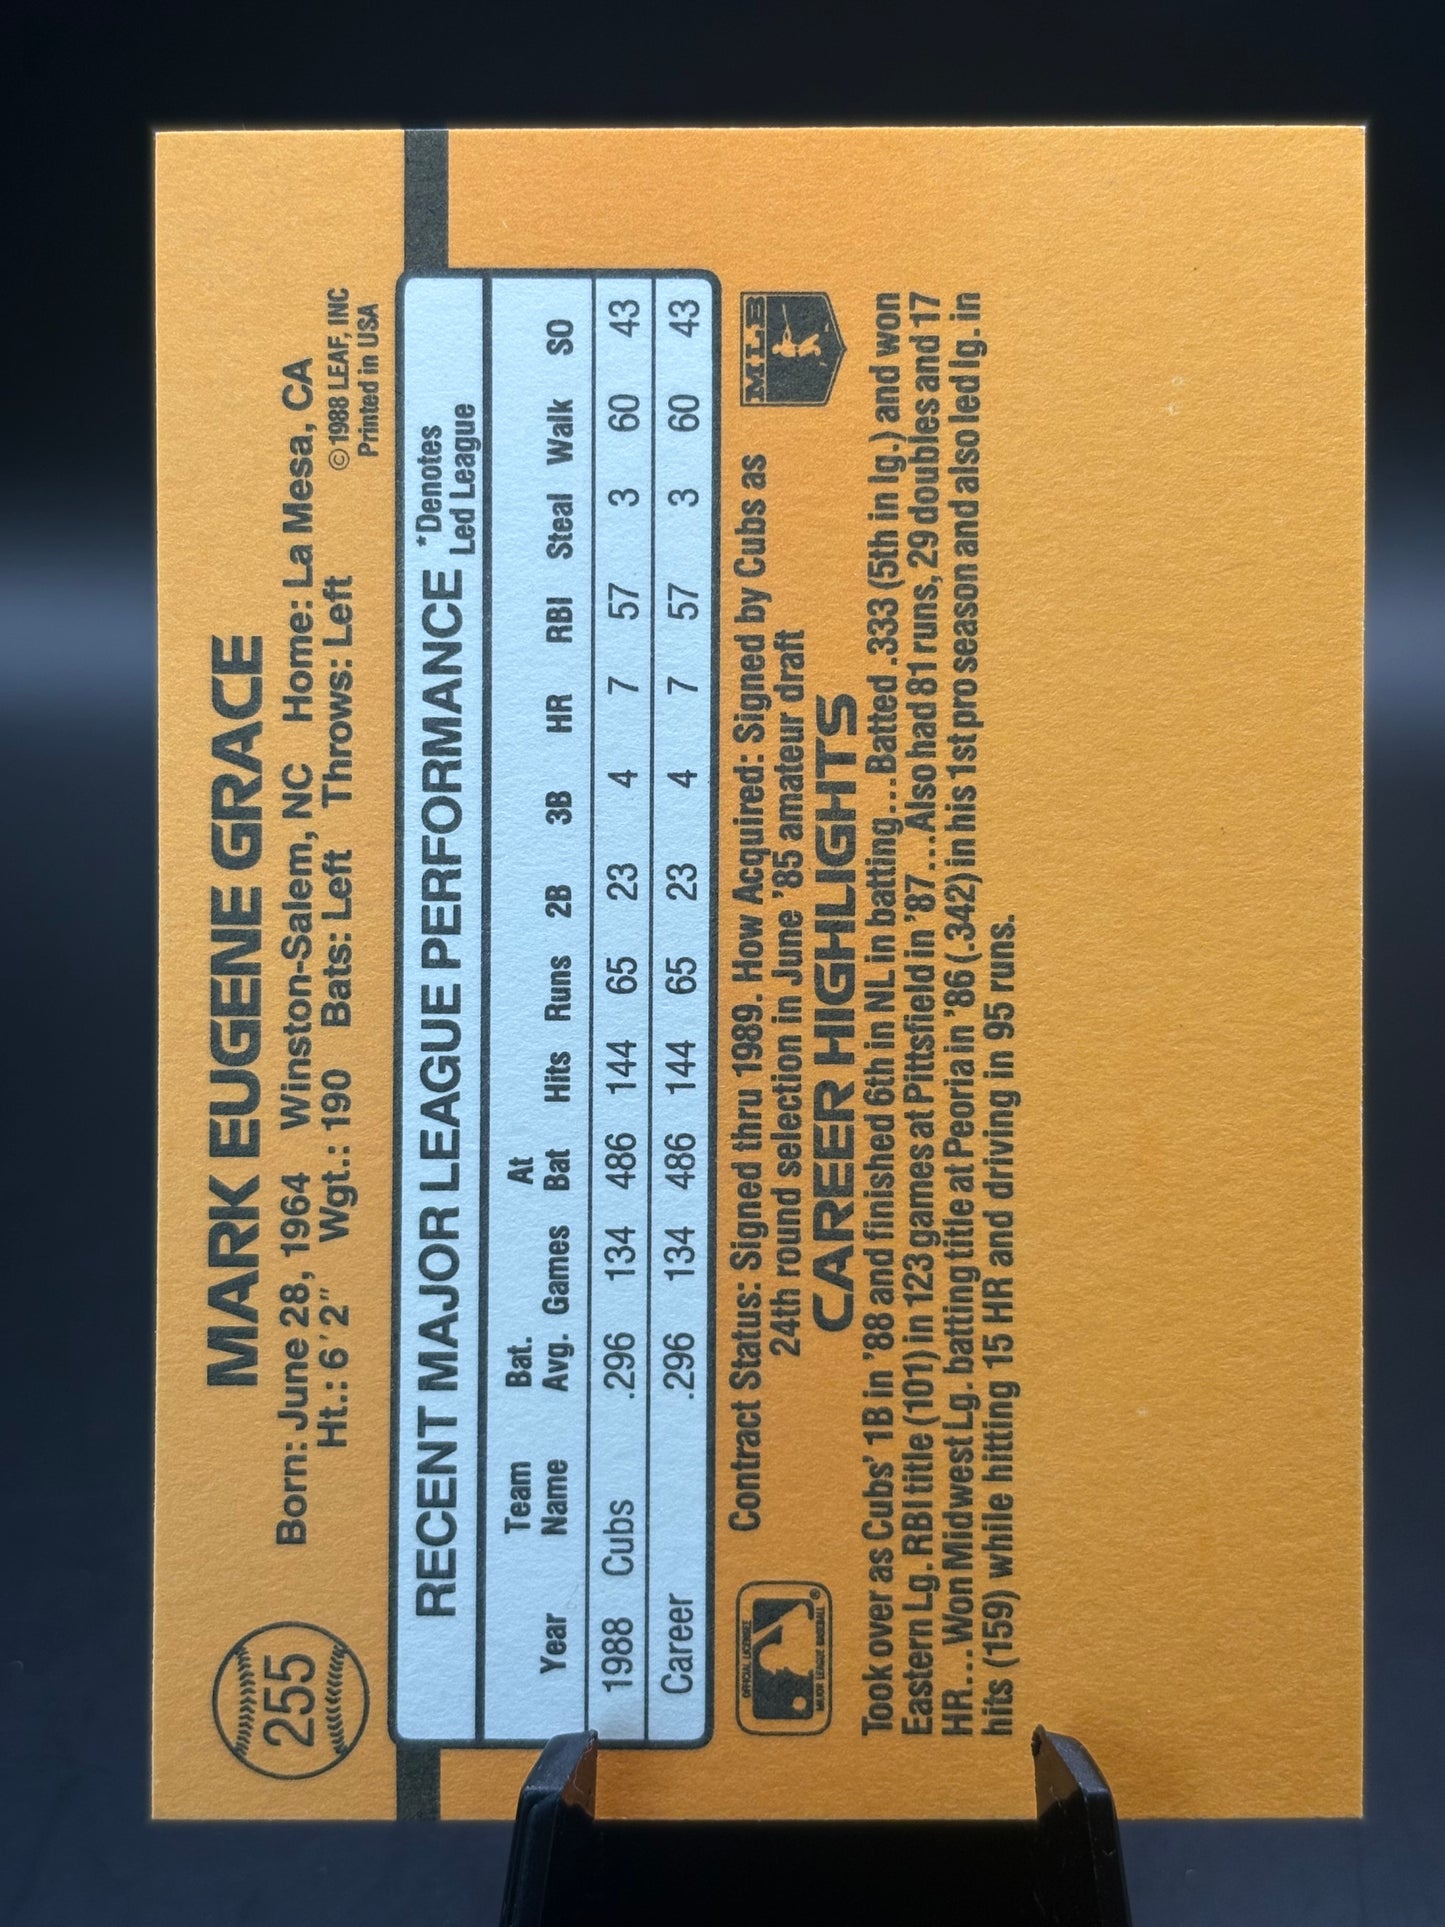 255
MARK EUGENE GRACE
Born: June 28, 1964 Winston-Salem, NC Home: La Mesa, CA
Ht.: 6'2" Wgt.: 190 Bats: Left Throws: Left
© 1988 LEAF, INC
Printed in USA
RECENT MAJOR LEAGUE PERFORMANCE *Denotes Led League
Year Team Name Bat. Avg. Games At Bat Hits Runs 2B 3B HR RBI Steal Walk SO
1988 Cubs .296 134 486 144 65 23 4 7 57 3 60 43
Career .296 134 486 144 65 23 4 7 57 3 60 43
OFFICIAL LICENSEE
MAJOR LEAGUE BASEBALL ®
Contract Status: Signed thru 1989. How Acquired: Signed by Cubs as
24th round selection in June '85 amateur draft
MLB
CAREER HIGHLIGHTS
Took over as Cubs' 1B in '88 and finished 6th in NL in batting...Batted .333 (5th in lg.) and won
Eastern Lg. RBI title (101) in 123 games at Pittsfield in '87...Also had 81 runs, 29 doubles and 17
HR...Won Midwest Lg. batting title at Peoria in '86 (.342) in his 1st pro season and also led lg. in
hits (159) while hitting 15 HR and driving in 95 runs.